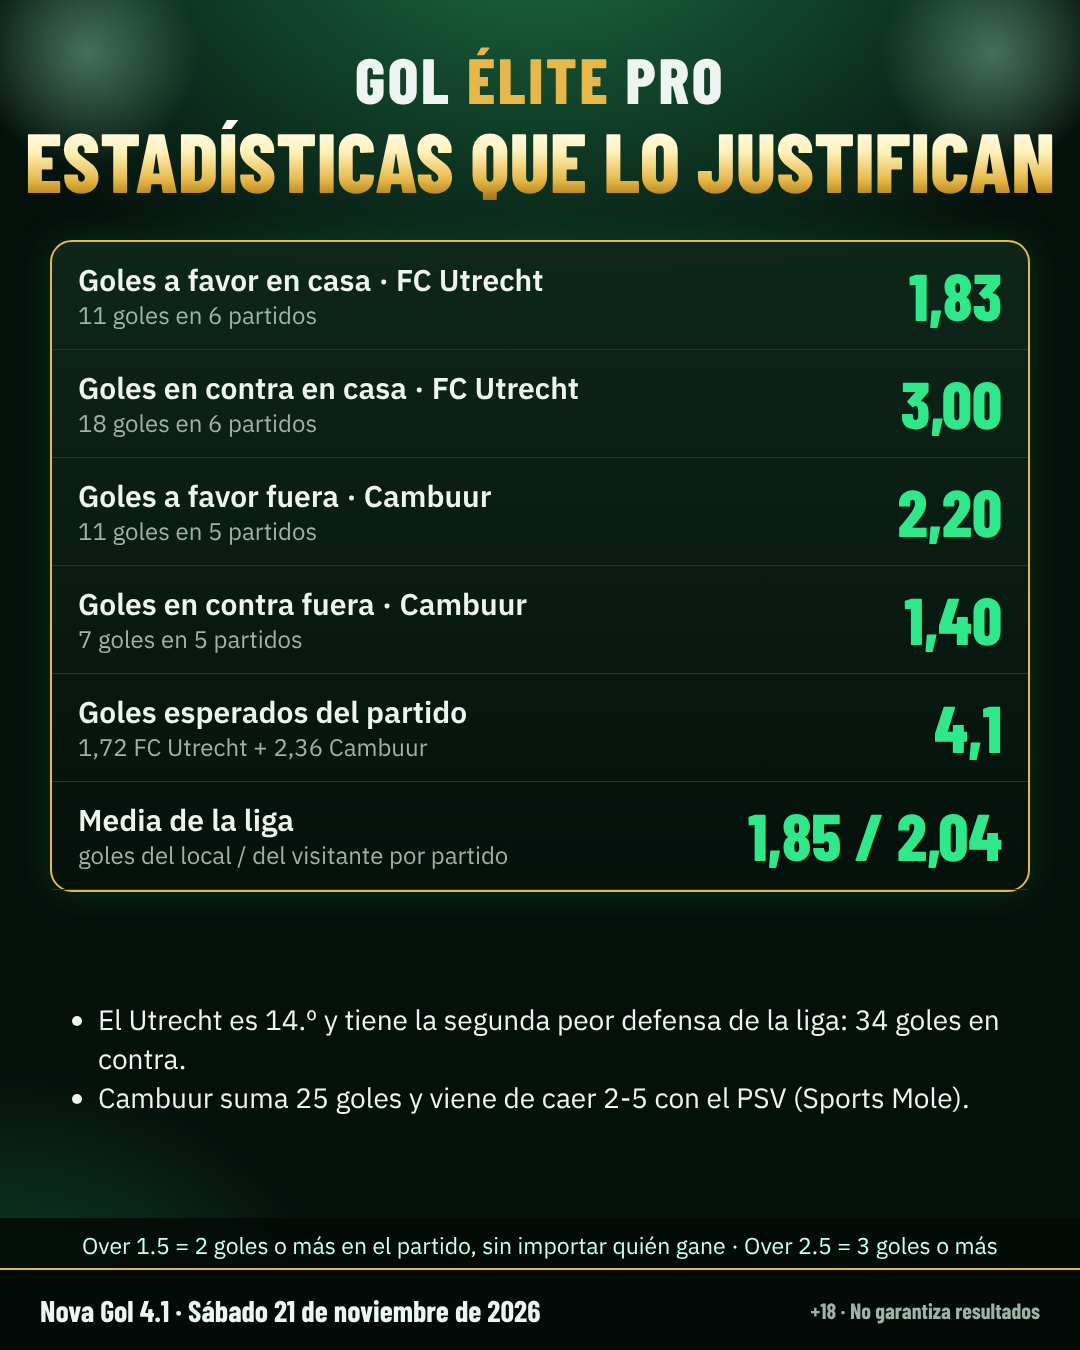 GOL ÉLITE PRO
ESTADÍSTICAS QUE LO JUSTIFICAN
Goles a favor en casa · FC Utrecht
11 goles en 6 partidos
1,83
Goles en contra en casa · FC Utrecht
18 goles en 6 partidos
3,00
Goles a favor fuera · Cambuur
11 goles en 5 partidos
2,20
Goles en contra fuera · Cambuur
7 goles en 5 partidos
1,40
Goles esperados del partido
1,72 FC Utrecht + 2,36 Cambuur
4,1
Media de la liga
goles del local / del visitante por partido
1,85 / 2,04
• El Utrecht es 14.º y tiene la segunda peor defensa de la liga: 34 goles en
contra.
• Cambuur suma 25 goles y viene de caer 2-5 con el PSV (Sports Mole).
Over 1.5 = 2 goles o más en el partido, sin importar quién gane · Over 2.5 = 3 goles o más
Nova Gol 4.1 · Sábado 21 de noviembre de 2026
+18 · No garantiza resultados